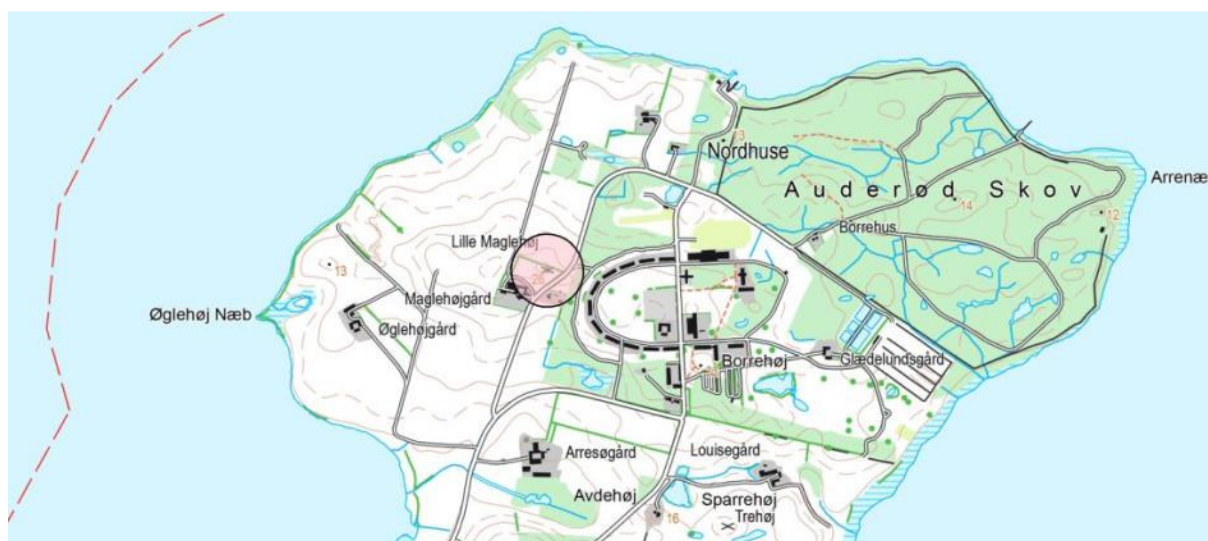 13
Nordhuse
Auderød Skov
Arrenæ
14
12
Borrehus
Lille Maglehøj
13
Maglehøjgård
Øglehøj Næb
Øglehøjgård
Borrehøj
Glædelundsgård
Arresøgård
Louisegård
Avdehøj
Sparrehøj
16
Trehøj